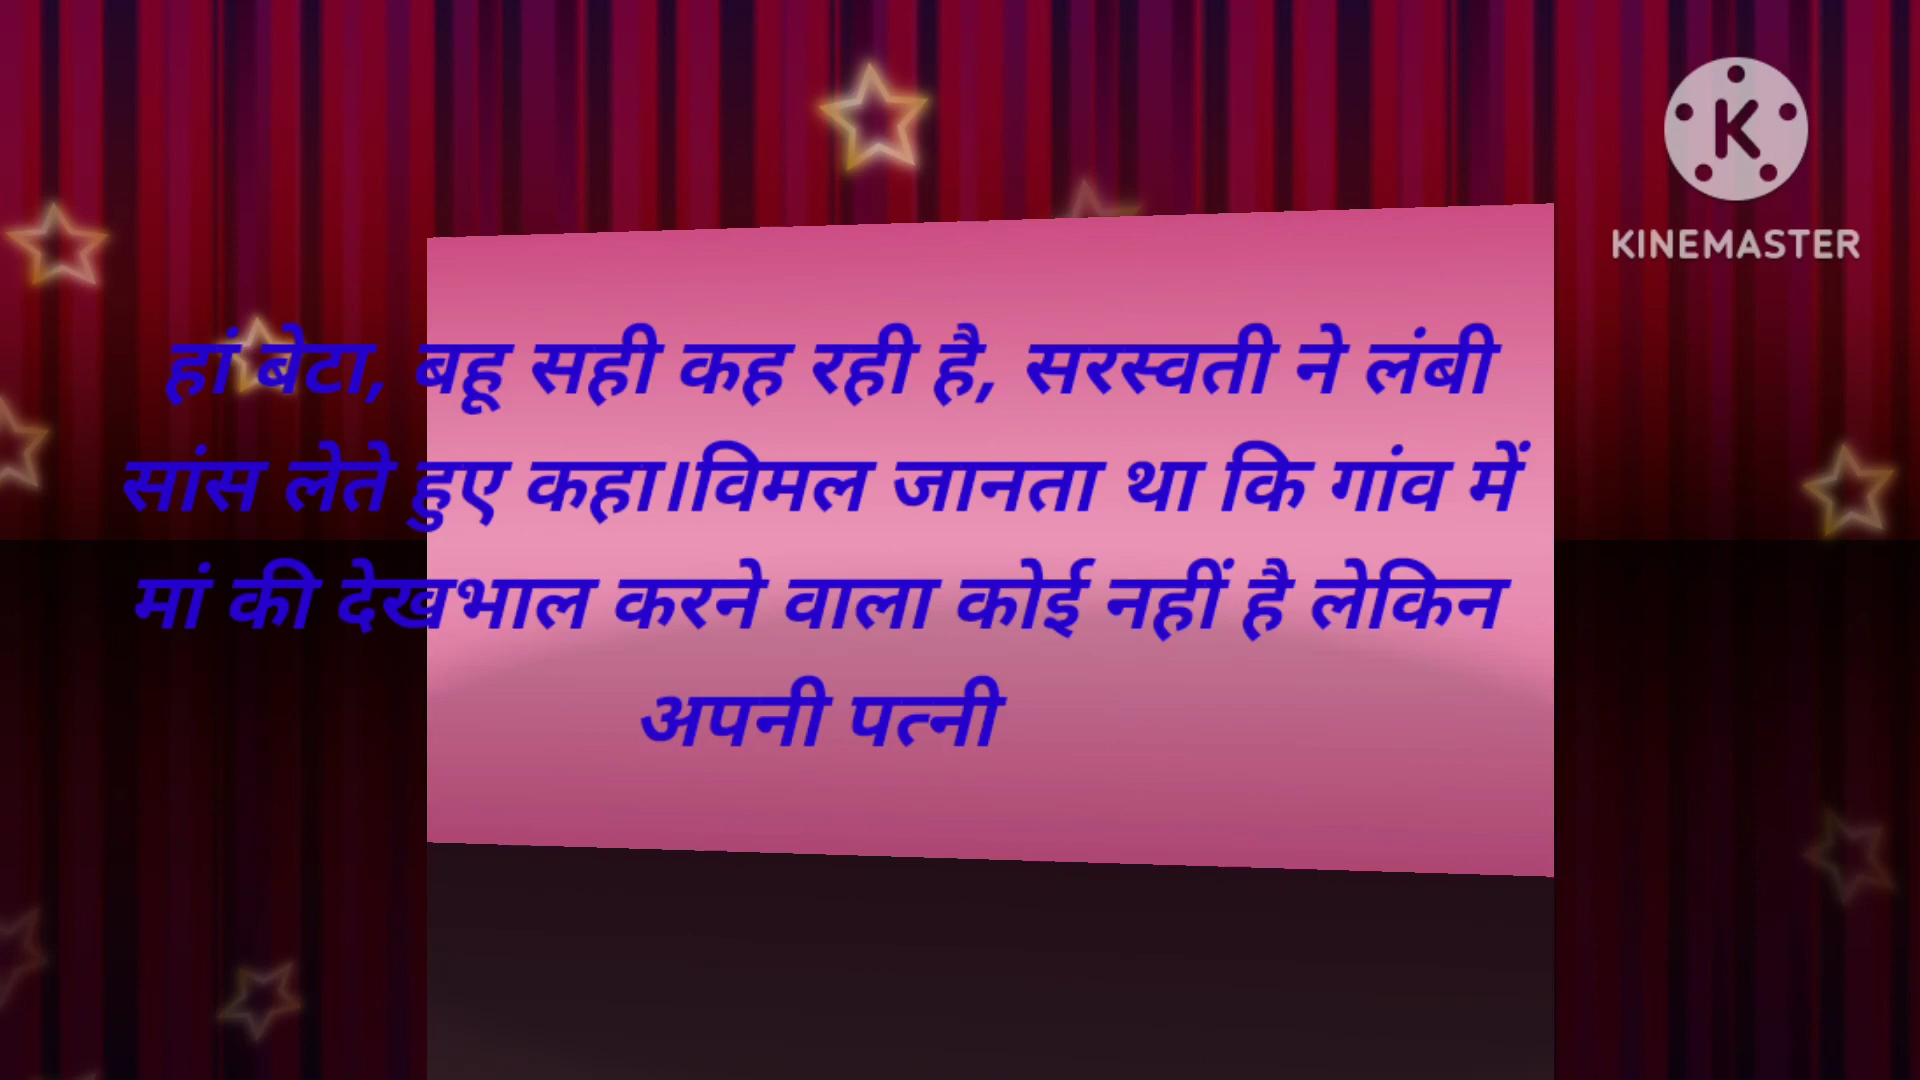 KINEMASTER
हां बेटा, बहू सही कह रही है, सरस्वती ने लंबी
सांस लेते हुए कहा।विमल जानता था कि गांव में
मां की देखभाल करने वाला कोई नहीं है लेकिन
अपनी पत्नी